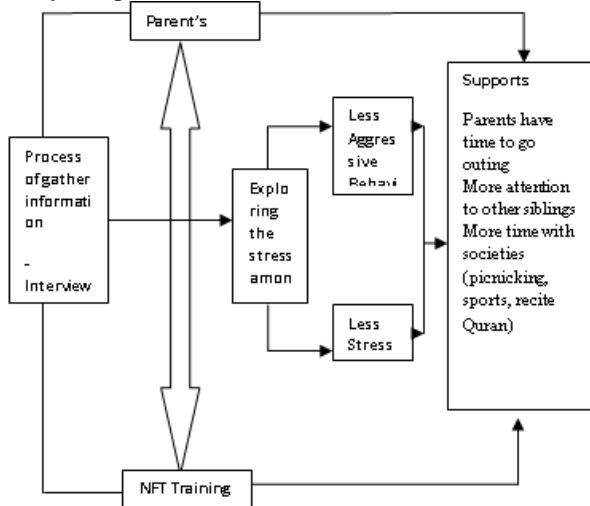 Parent's
Supports
Parents have
time to go
outing
More attention
to other siblings
More time with
societies
(picnicking,
sports, recite
Quran)
Less
Aggres
sive
Behavi
Process
ofgather
informati
on
-
Interview
Explo
ring
the
stress
amon
Less
Stress
NFT Training